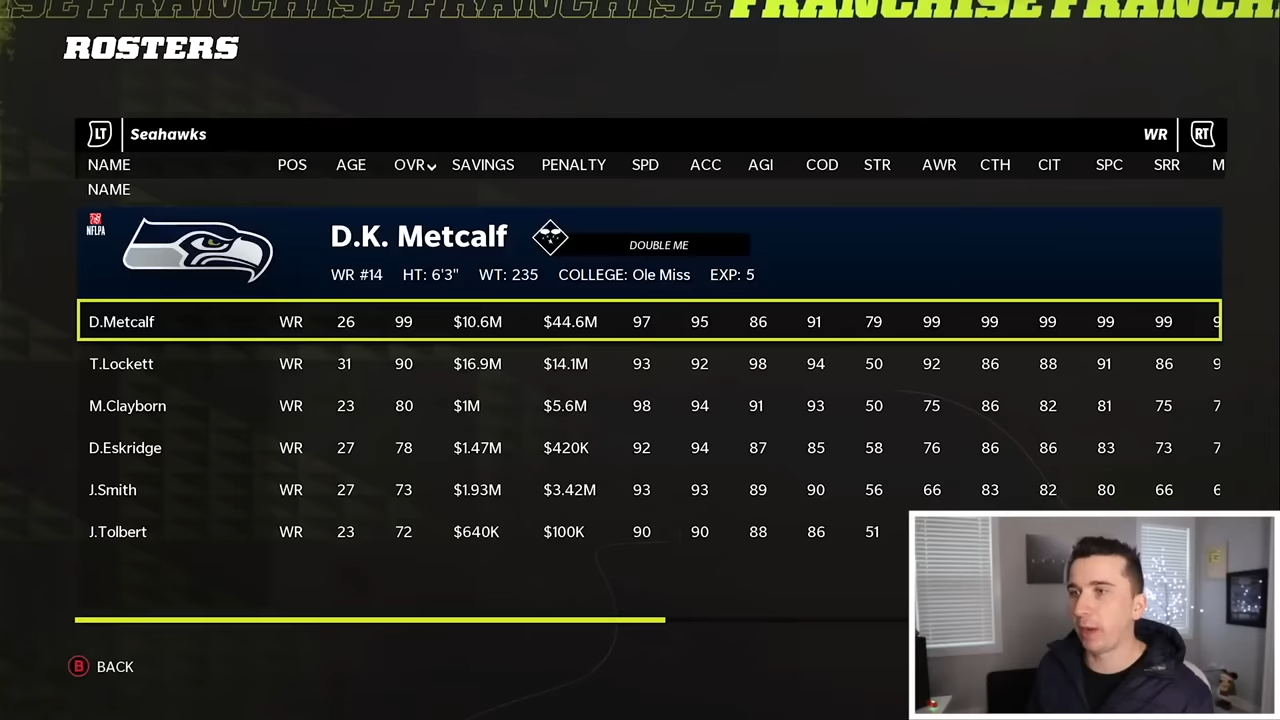 FRANCHISE FRANCHISE FRANCHISE
ROSTERS
LT Seahawks WR RT
NAME POS AGE OVR SAVINGS PENALTY SPD ACC AGI COD STR AWR CTH CIT SPC SRR M
NAME
NFLPA
D.K. Metcalf DOUBLE ME
WR #14 HT: 6'3" WT: 235 COLLEGE: Ole Miss EXP: 5
D.Metcalf WR 26 99 $10.6M $44.6M 97 95 86 91 79 99 99 99 99 99 9
T.Lockett WR 31 90 $16.9M $14.1M 93 92 98 94 50 92 86 88 91 86 9
M.Clayborn WR 23 80 $1M $5.6M 98 94 91 93 50 75 86 82 81 75 7
D.Eskridge WR 27 78 $1.47M $420K 92 94 87 85 58 76 86 86 83 73 7
J.Smith WR 27 73 $1.93M $3.42M 93 93 89 90 56 66 83 82 80 66 6
J.Tolbert WR 23 72 $640K $100K 90 90 88 86 51
B BACK